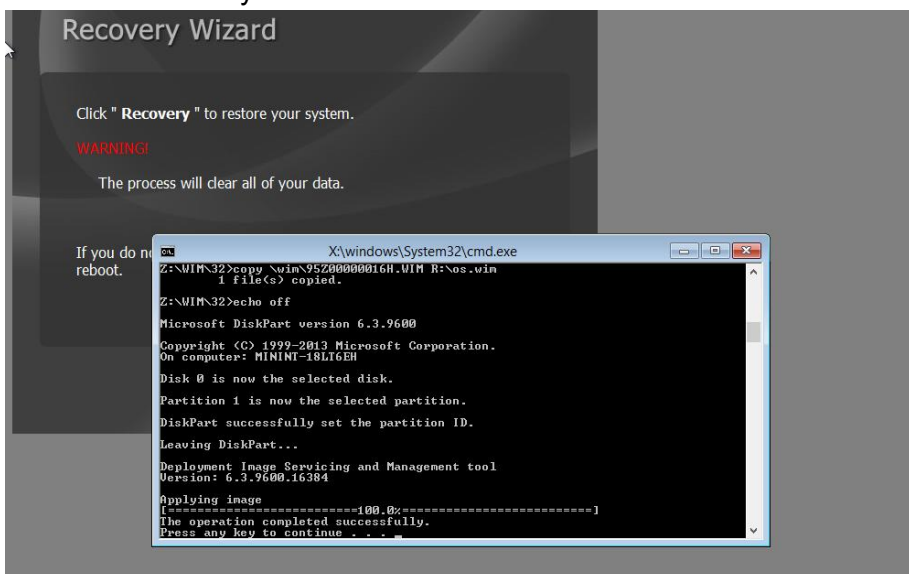 Recovery Wizard
Click " Recovery " to restore your system.
WARNING!
The process will clear all of your data.
If you do
reboot.
X:\windows\System32\cmd.exe
Z:\WIM\32>copy \wim\95Z00000016H.WIM R:\os.wim
1 file(s) copied.
Z:\WIM\32>echo off
Microsoft DiskPart version 6.3.9600
Copyright (C) 1999-2013 Microsoft Corporation.
On computer: MININT-18LT6EH
Disk 0 is now the selected disk.
Partition 1 is now the selected partition.
DiskPart successfully set the partition ID.
Leaving DiskPart...
Deployment Image Servicing and Management tool
Version: 6.3.9600.16384
Applying image
[==========================100.0%==========================]
The operation completed successfully.
Press any key to continue . . . _